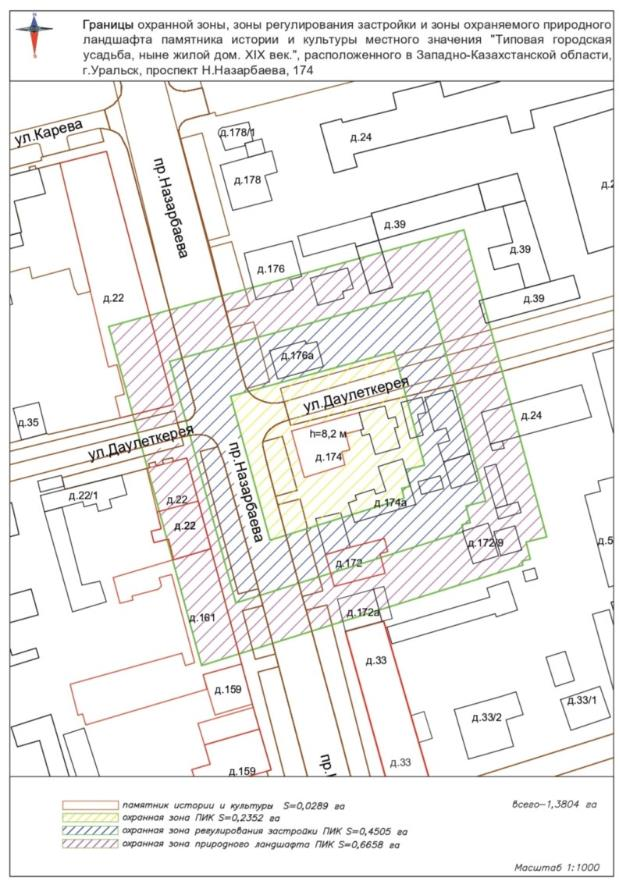 Границы охранной зоны, зоны регулирования застройки и зоны охраняемого природного
ландшафта памятника истории и культуры местного значения "Типовая городская
усадьба, ныне жилой дом. XIX век.", расположенного в Западно-Казахстанской области,
г.Уральск, проспект Н.Назарбаева, 174
ул.Карева
д.178/1
д.24
д.178
пр.Назарбаева
д.39
д.176
д.39
д.22
д.39
д.176а
ул.Даулеткерея
д.35
д.24
ул.Даулеткерея
h=8,2 м
д.174
пр.Назарбаева
д.22/1
д.22
д.174а
д.22
д.172/9
д.172
д.172а
д.161
д.33
д.159
д.33/1
д.33/2
д.33
д.159
памятник истории и культуры S=0,0289 га
всего-1,3804 га
охранная зона ПИК S=0,2352 га
охранная зона регулирования застройки ПИК S=0,4505 га
охранная зона природного ландшафта ПИК S=0,6658 га
Масштаб 1:1000